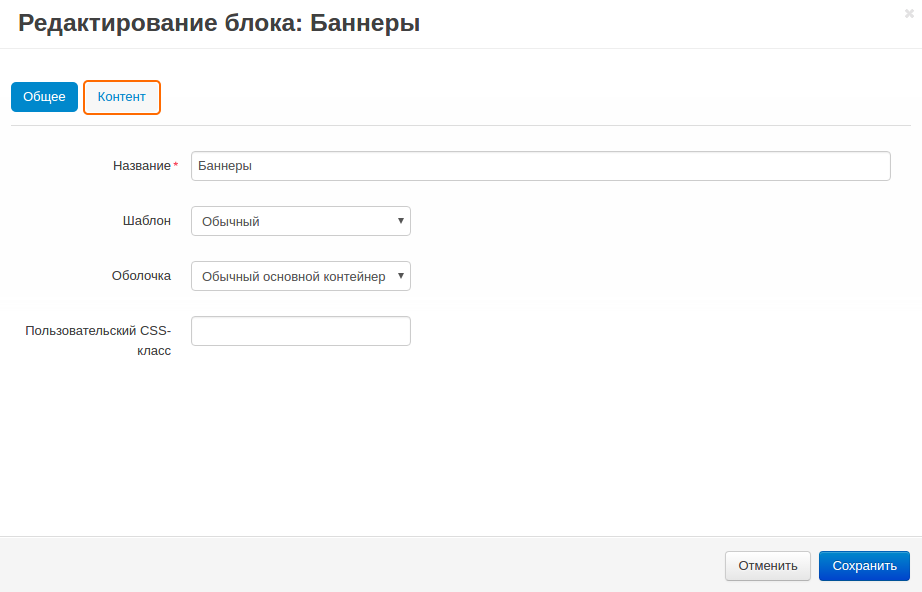 Редактирование блока: Баннеры
×
Общее Контент
Название* Баннеры
Шаблон Обычный
Оболочка Обычный основной контейнер
Пользовательский CSS-
класс
Отменить Сохранить